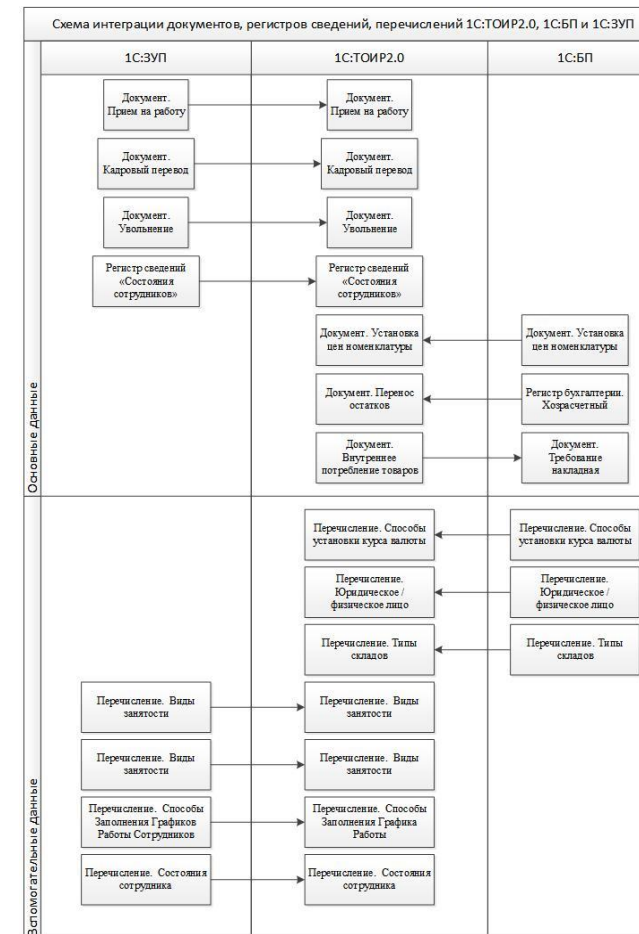 Схема интеграции документов, регистров сведений, перечислений 1С:ТОИР2.0, 1С:БП и 1С:ЗУП
1С:ЗУП
1С:ТОИР2.0
1С:БП
Основные данные
Документ.
Прием на работу
Документ.
Прием на работу
Документ.
Кадровый перевод
Документ.
Кадровый перевод
Документ.
Увольнение
Документ.
Увольнение
Регистр сведений
«Состояния
сотрудников»
Регистр сведений
«Состояния
сотрудников»
Документ. Установка
цен номенклатуры
Документ. Установка
цен номенклатуры
Документ. Перенос
остатков
Регистр бухгалтерии.
Хозрасчетный
Документ.
Внутреннее
потребление товаров
Документ.
Требование
накладная
Вспомогательные данные
Перечисление. Способы
установки курса валюты
Перечисление. Способы
установки курса валюты
Перечисление.
Юридическое /
физическое лицо
Перечисление.
Юридическое /
физическое лицо
Перечисление. Типы
складов
Перечисление. Типы
складов
Перечисление. Виды
занятости
Перечисление. Виды
занятости
Перечисление. Виды
занятости
Перечисление. Виды
занятости
Перечисление. Способы
Заполнения Графиков
Работы Сотрудников
Перечисление. Способы
Заполнения Графика
Работы
Перечисление. Состояния
сотрудника
Перечисление. Состояния
сотрудника